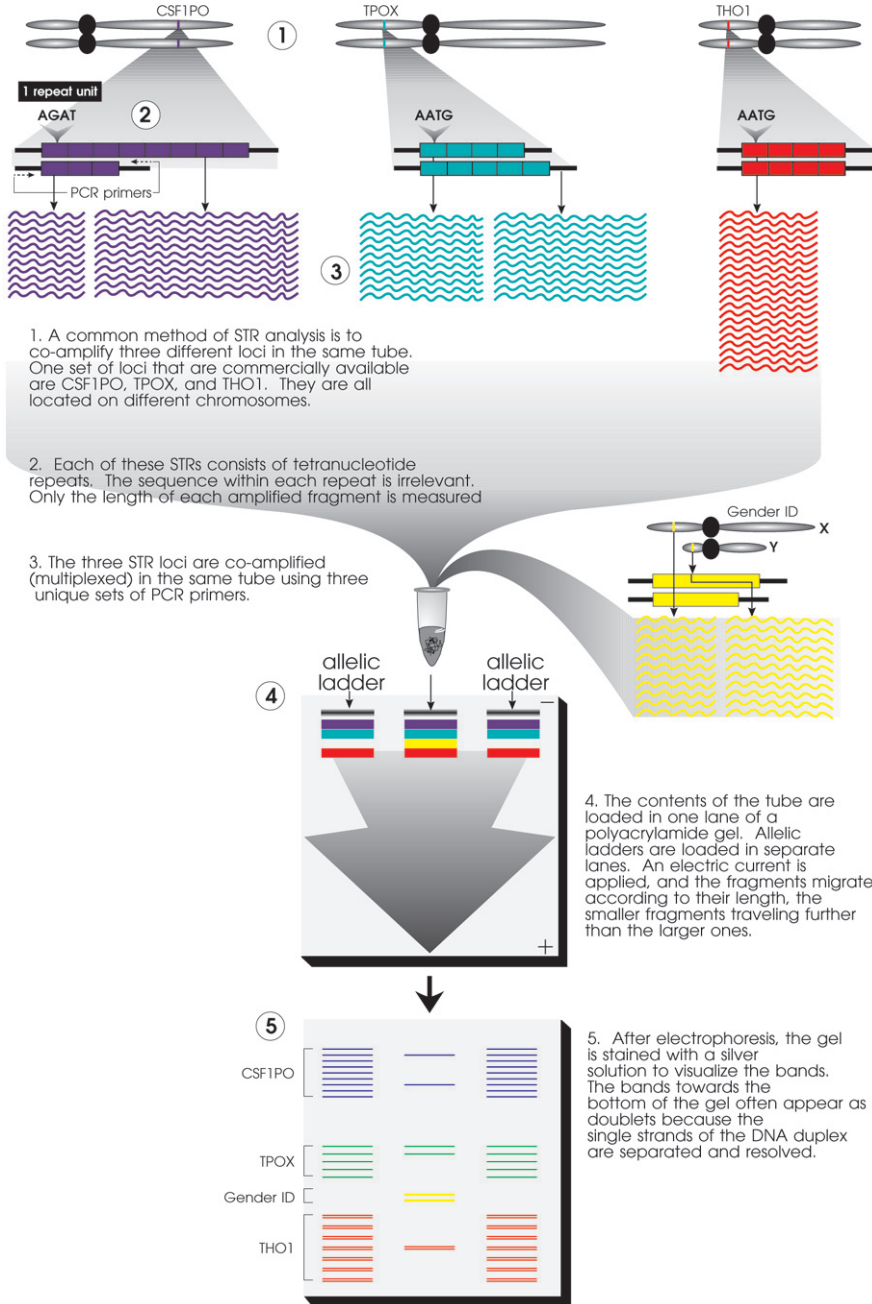 CSF1PO
TPOX
THO1
1
1 repeat unit
AGAT
2
AATG
AATG
PCR primers
3
1. A common method of STR analysis is to
co-amplify three different loci in the same tube.
One set of loci that are commercially available
are CSF1PO, TPOX, and THO1. They are all
located on different chromosomes.
2. Each of these STRs consists of tetranucleotide
repeats. The sequence within each repeat is irrelevant.
Only the length of each amplified fragment is measured
Gender ID
X
Y
3. The three STR loci are co-amplified
(multiplexed) in the same tube using three
unique sets of PCR primers.
allelic
ladder
allelic
ladder
4
−
+
4. The contents of the tube are
loaded in one lane of a
polyacrylamide gel. Allelic
ladders are loaded in separate
lanes. An electric current is
applied, and the fragments migrate
according to their length, the
smaller fragments traveling further
than the larger ones.
5
CSF1PO
TPOX
Gender ID
THO1
5. After electrophoresis, the gel
is stained with a silver
solution to visualize the bands.
The bands towards the
bottom of the gel often appear as
doublets because the
single strands of the DNA duplex
are separated and resolved.